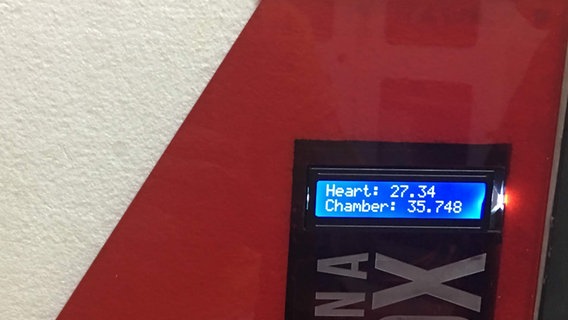 Heart: 27.34
Chamber: 35.748
NA
OX